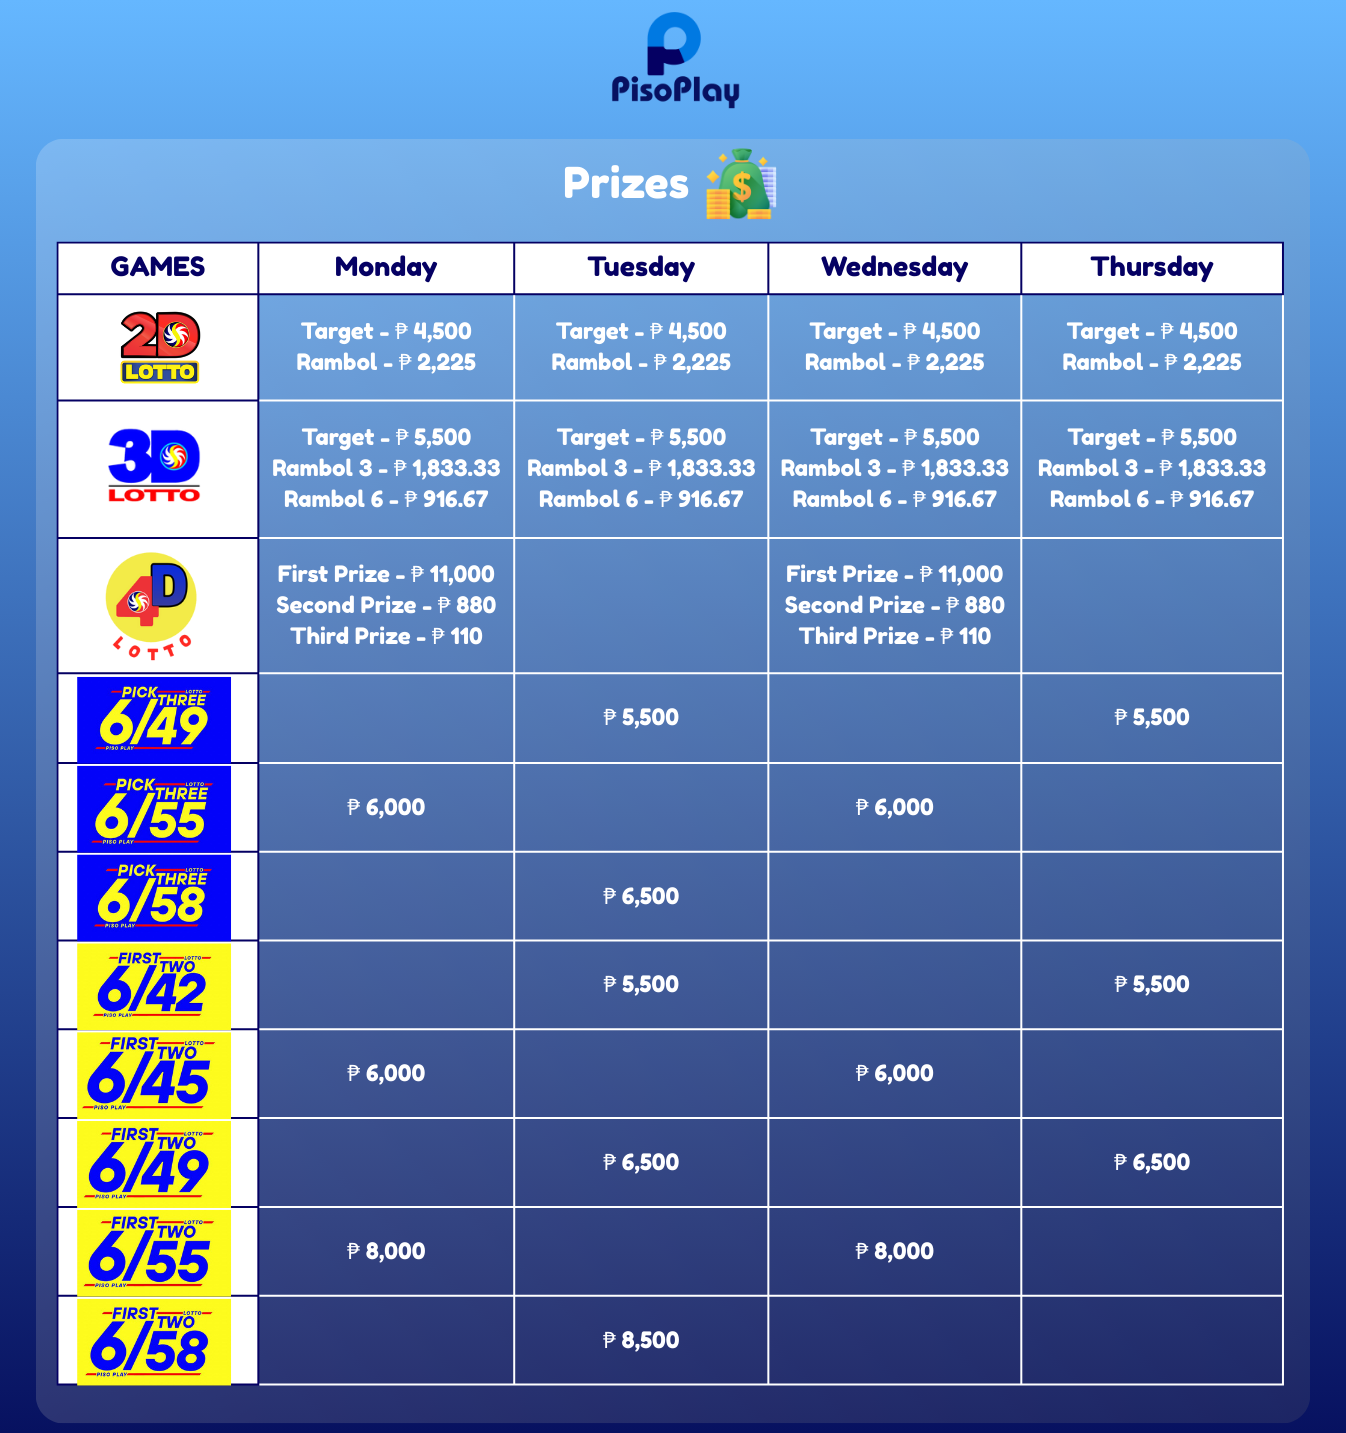 PisoPlay
Prizes
GAMES Monday Tuesday Wednesday Thursday
2D
LOTTO
Target - ₱ 4,500
Rambol - ₱ 2,225
Target - ₱ 4,500
Rambol - ₱ 2,225
Target - ₱ 4,500
Rambol - ₱ 2,225
Target - ₱ 4,500
Rambol - ₱ 2,225
3D
LOTTO
Target - ₱ 5,500
Rambol 3 - ₱ 1,833.33
Rambol 6 - ₱ 916.67
Target - ₱ 5,500
Rambol 3 - ₱ 1,833.33
Rambol 6 - ₱ 916.67
Target - ₱ 5,500
Rambol 3 - ₱ 1,833.33
Rambol 6 - ₱ 916.67
Target - ₱ 5,500
Rambol 3 - ₱ 1,833.33
Rambol 6 - ₱ 916.67
4D
LOTTO
First Prize - ₱ 11,000
Second Prize - ₱ 880
Third Prize - ₱ 110
First Prize - ₱ 11,000
Second Prize - ₱ 880
Third Prize - ₱ 110
PICK LOTTO
THREE
6/49
PISO PLAY
₱ 5,500
₱ 5,500
PICK LOTTO
THREE
6/55
PISO PLAY
₱ 6,000
₱ 6,000
PICK LOTTO
THREE
6/58
PISO PLAY
₱ 6,500
FIRST LOTTO
TWO
6/42
PISO PLAY
₱ 5,500
₱ 5,500
FIRST LOTTO
TWO
6/45
PISO PLAY
₱ 6,000
₱ 6,000
FIRST LOTTO
TWO
6/49
PISO PLAY
₱ 6,500
₱ 6,500
FIRST LOTTO
TWO
6/55
PISO PLAY
₱ 8,000
₱ 8,000
FIRST LOTTO
TWO
6/58
PISO PLAY
₱ 8,500